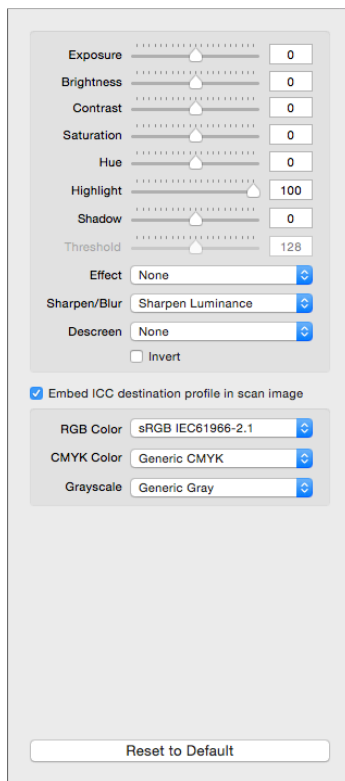 Exposure 0
Brightness 0
Contrast 0
Saturation 0
Hue 0
Highlight 100
Shadow 0
Threshold 128
Effect None
Sharpen/Blur Sharpen Luminance
Descreen None
Invert
Embed ICC destination profile in scan image
RGB Color sRGB IEC61966-2.1
CMYK Color Generic CMYK
Grayscale Generic Gray
Reset to Default